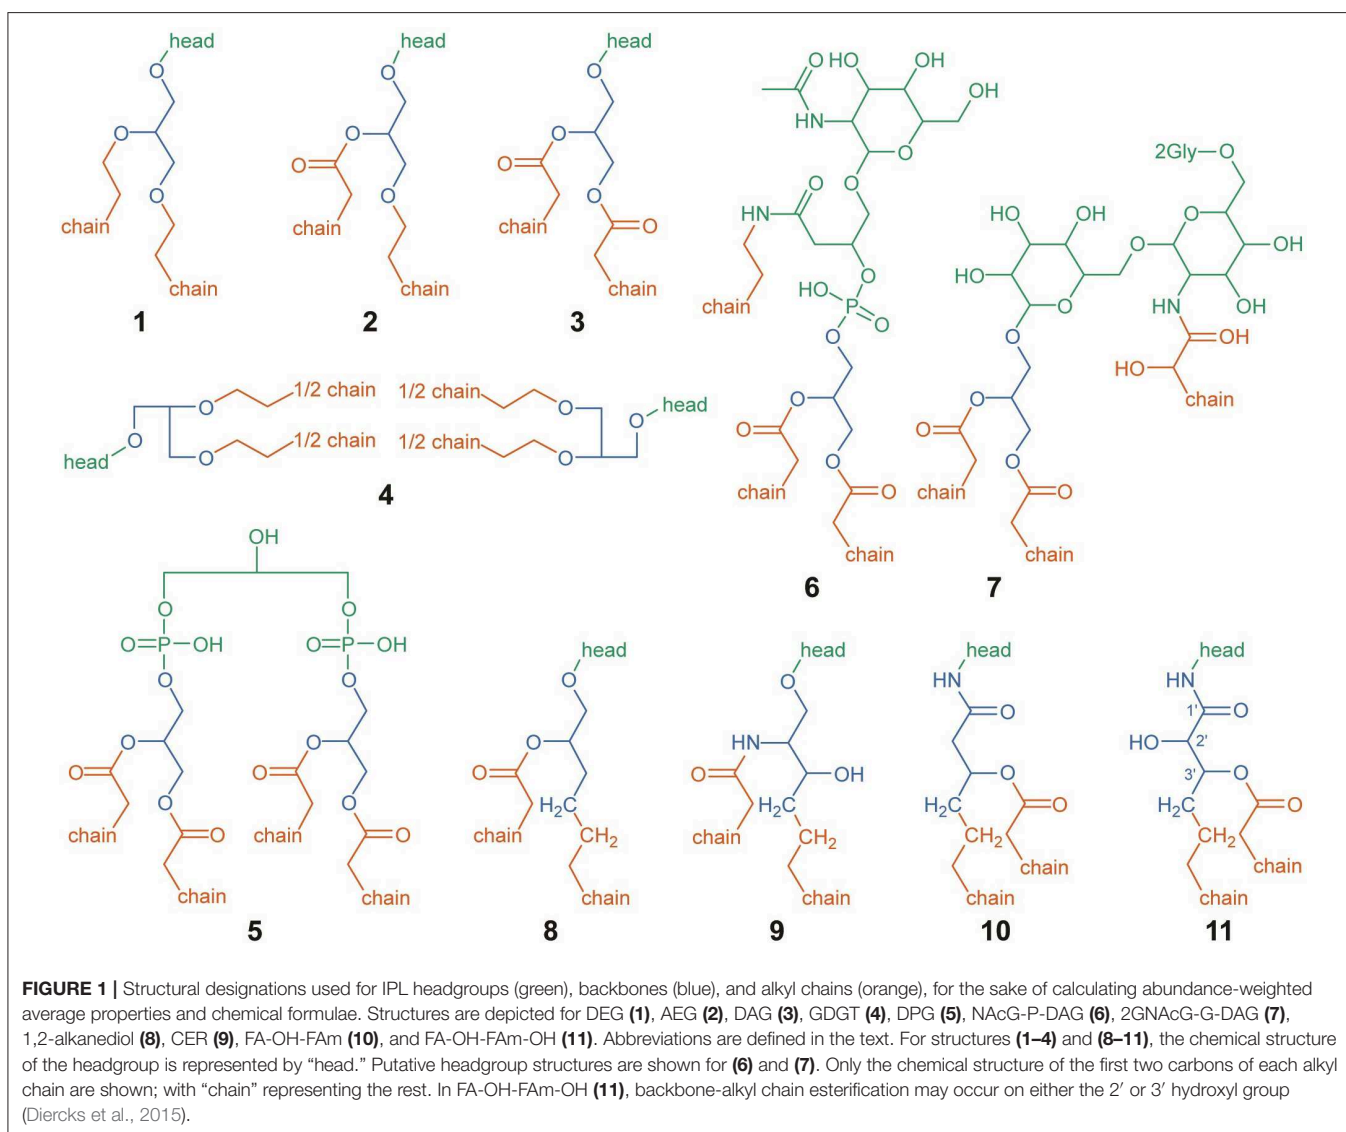 head
O
O
O
chain
chain
1
head
O
O
O
O
chain
chain
2
head
O
O
O
O
O
chain
chain
3
O
HO
OH
OH
HN
O
O
O
HN
chain
O
HO
P
O
O
O
O
O
O
chain
chain
6
2Gly
O
HO
OH
O
OH
HO
O
O
HN
OH
OH
HO
chain
O
O
O
O
O
chain
chain
7
1/2 chain
1/2 chain
O
O
head
O
O
head
1/2 chain
1/2 chain
O
O
4
OH
O
O
O
P
OH
O
P
OH
O
O
O
O
O
O
O
O
O
O
chain
chain
chain
chain
5
head
O
O
O
H2C
CH2
chain
chain
8
head
O
HN
O
OH
H2C
CH2
chain
chain
9
head
HN
O
O
H2C
O
CH2
chain
chain
10
head
HN
1′
O
HO
2′
3′
O
H2C
O
CH2
chain
chain
11
FIGURE 1 | Structural designations used for IPL headgroups (green), backbones (blue), and alkyl chains (orange), for the sake of calculating abundance-weighted
average properties and chemical formulae. Structures are depicted for DEG (1), AEG (2), DAG (3), GDGT (4), DPG (5), NAcG-P-DAG (6), 2GNAcG-G-DAG (7),
1,2-alkanediol (8), CER (9), FA-OH-FAm (10), and FA-OH-FAm-OH (11). Abbreviations are defined in the text. For structures (1–4) and (8–11), the chemical structure
of the headgroup is represented by “head.” Putative headgroup structures are shown for (6) and (7). Only the chemical structure of the first two carbons of each alkyl
chain are shown; with “chain” representing the rest. In FA-OH-FAm-OH (11), backbone-alkyl chain esterification may occur on either the 2′ or 3′ hydroxyl group
(Diercks et al., 2015).